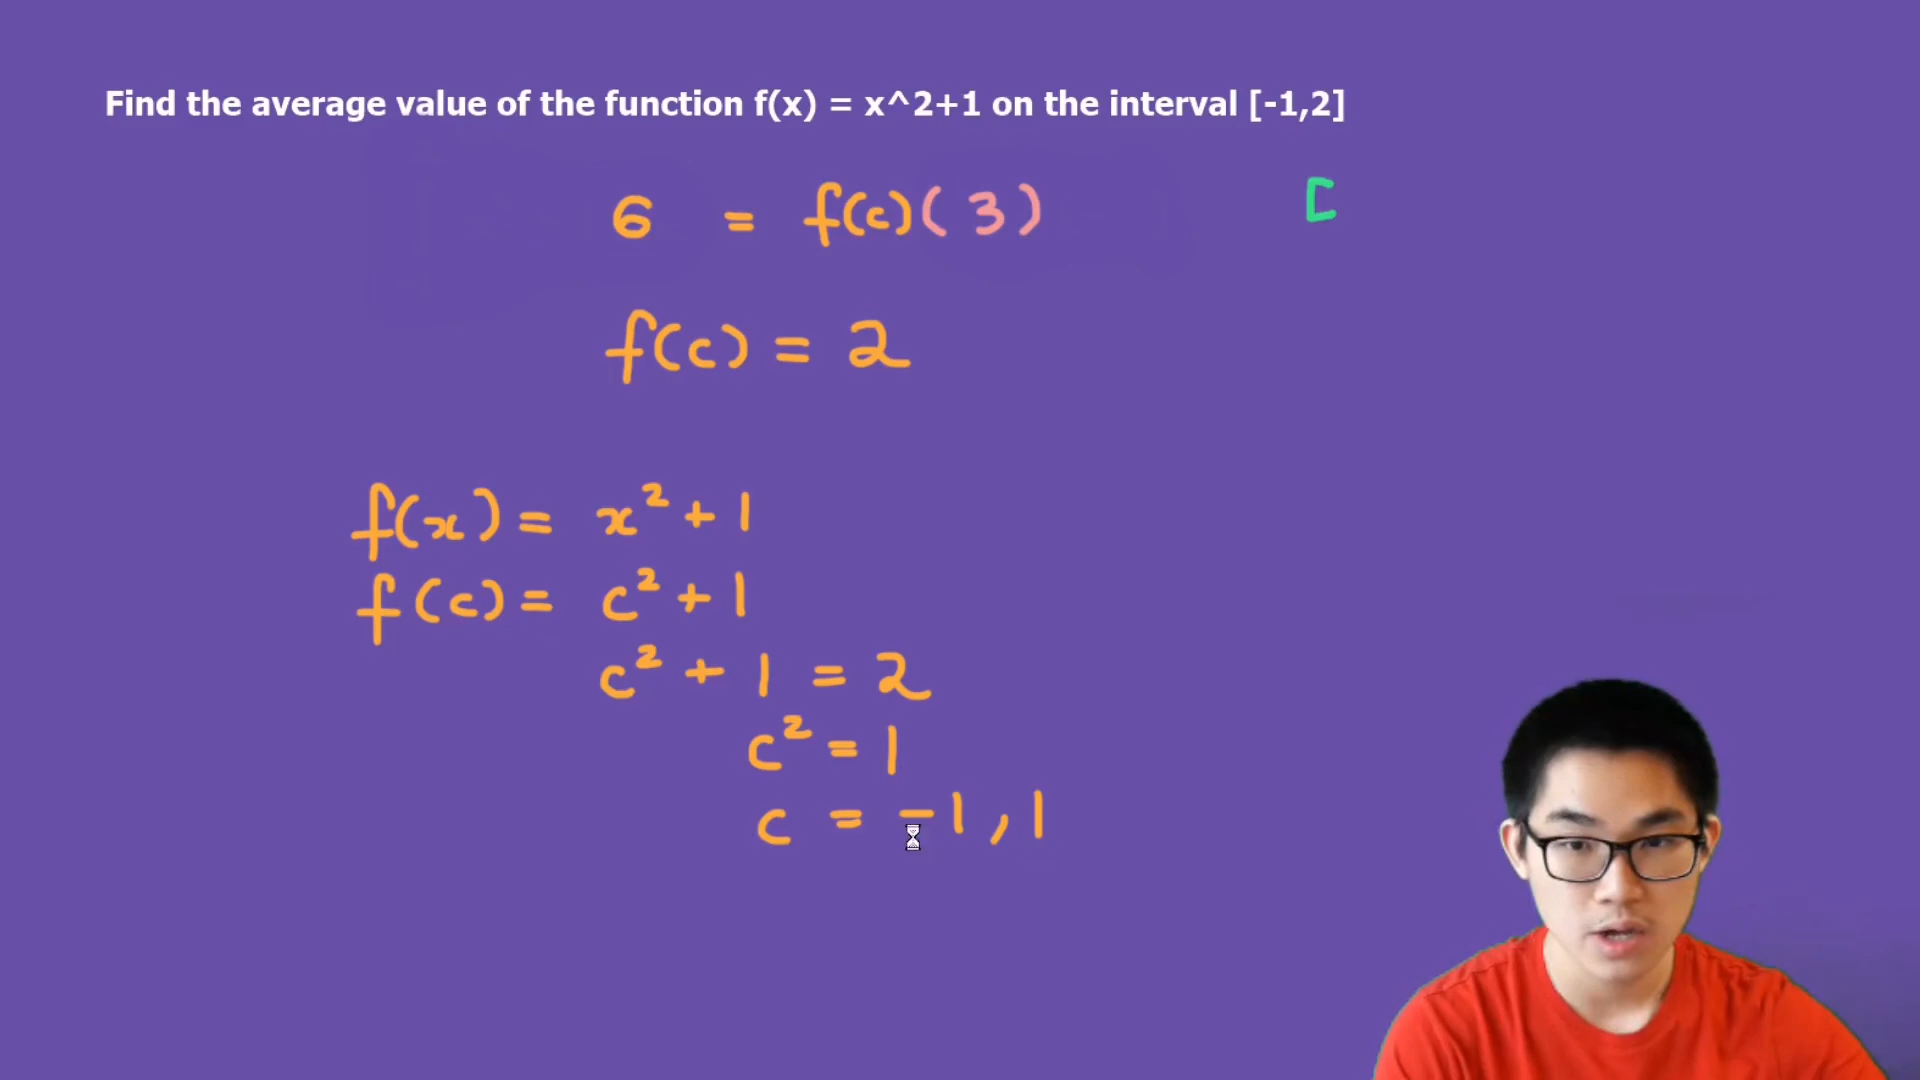 Find the average value of the function f(x) = x^2+1 on the interval [-1,2]
6 = f(c)(3) [
f(c) = 2
f(x) = x² + 1
f(c) = c² + 1
c² + 1 = 2
c² = 1
c = -1, 1